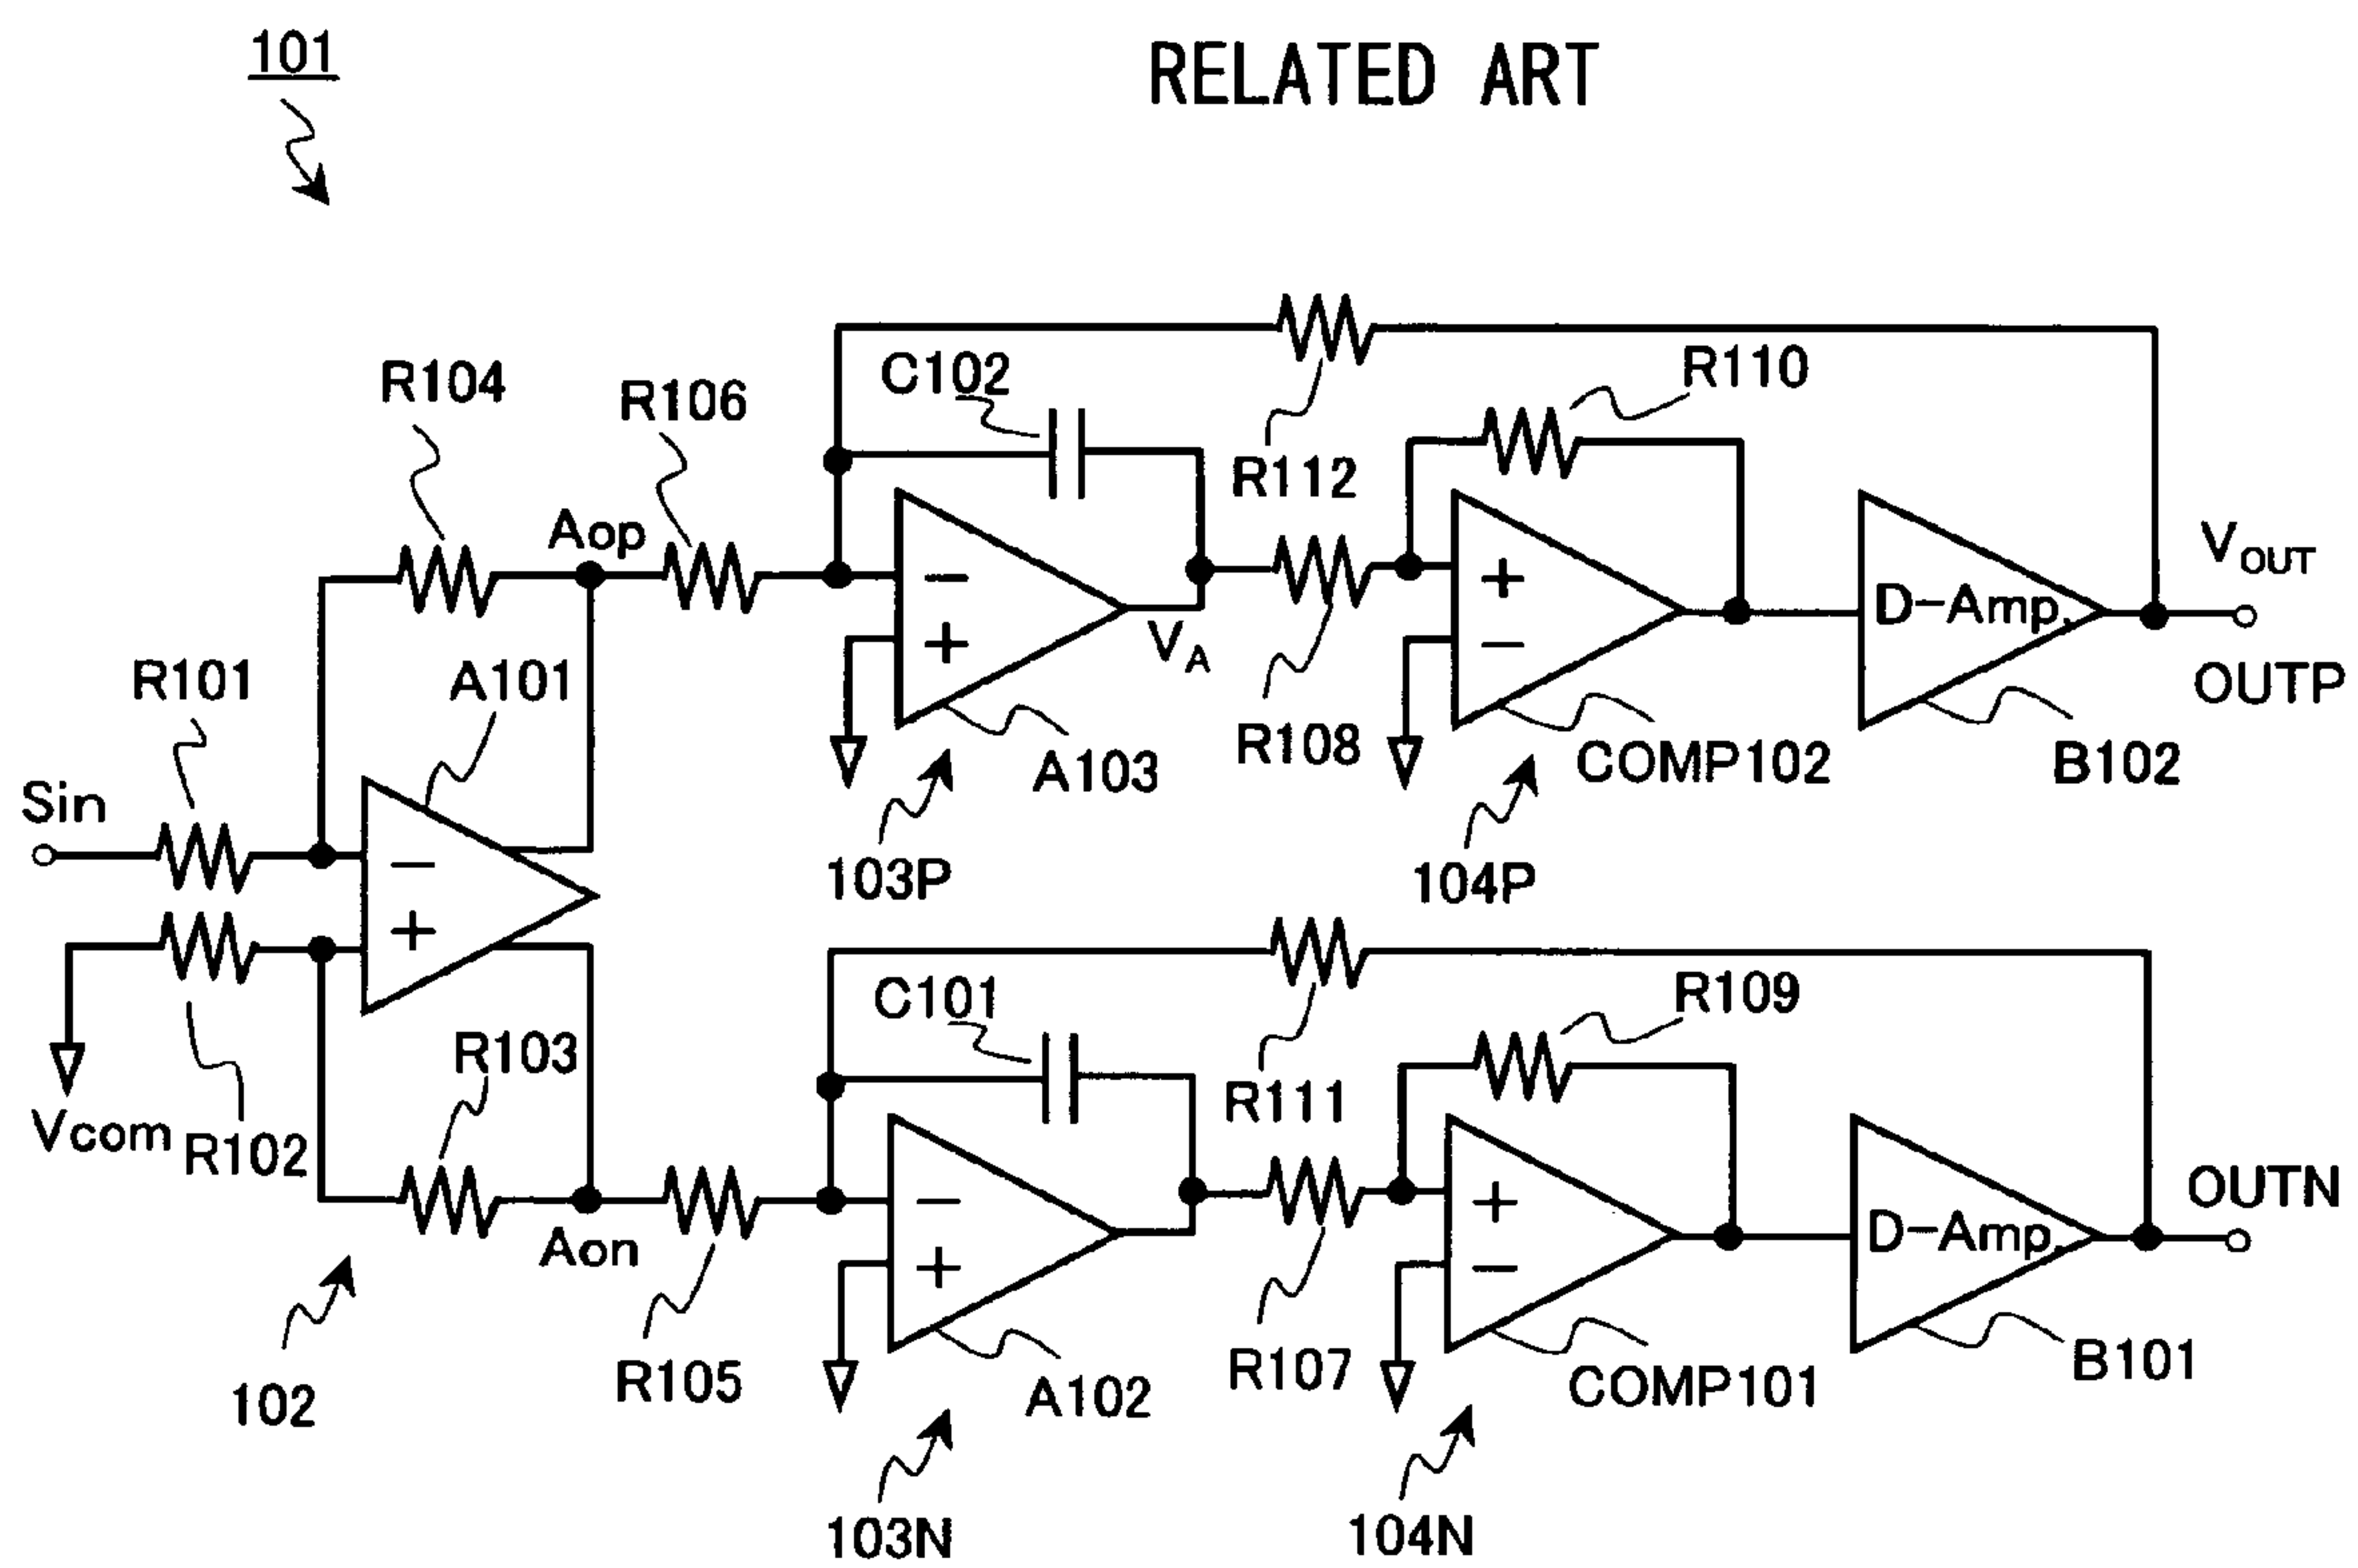 101
RELATED ART
R104
R106
C102
R112
R110
Aop
−
+
VA
R108
+
−
D-Amp.
VOUT
OUTP
A103
COMP102
B102
103P
104P
R101
A101
Sin
−
+
Vcom
R102
R103
Aon
102
C101
R111
R109
R105
−
+
A102
R107
+
−
COMP101
D-Amp.
OUTN
B101
103N
104N